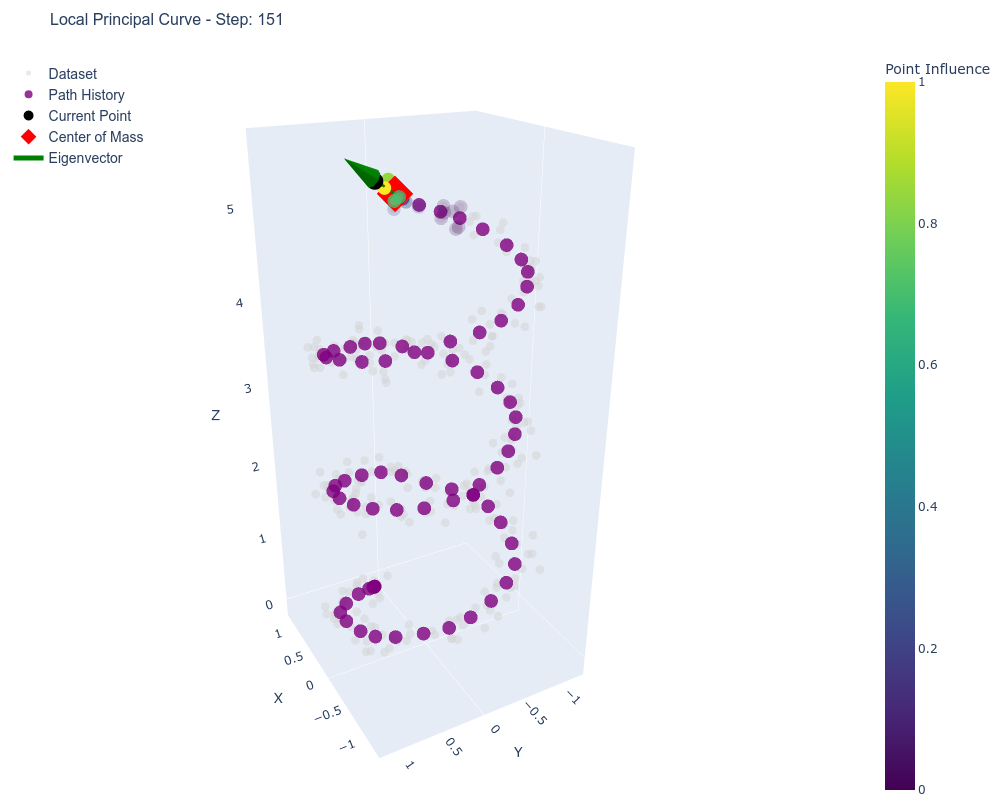 Local Principal Curve - Step: 151
Dataset
Path History
Current Point
Center of Mass
Eigenvector
Point Influence
1
0.8
0.6
0.4
0.2
0
5
4
3
2
1
0
Z
1
0.5
0
−0.5
−1
X
1
0.5
0
−0.5
−1
Y